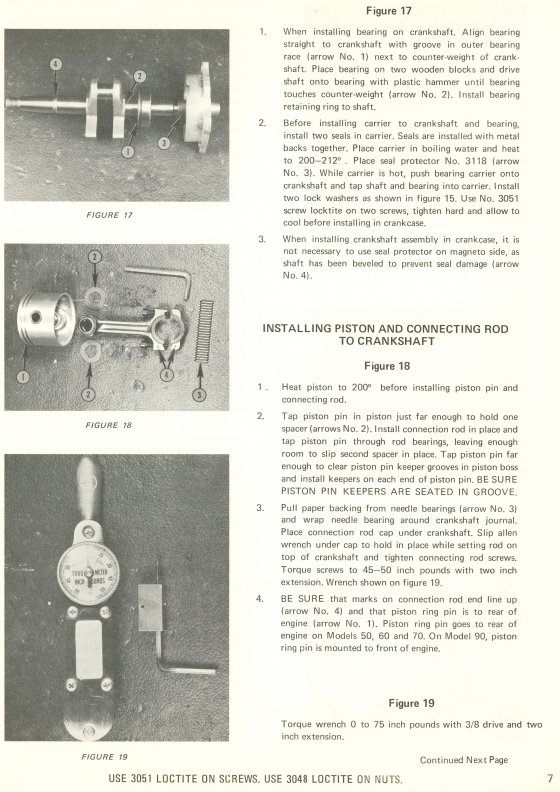 Figure 17
1. When installing bearing on crankshaft. Align bearing
straight to crankshaft with groove in outer bearing
race (arrow No. 1) next to counter-weight of crank-
shaft. Place bearing on two wooden blocks and drive
shaft onto bearing with plastic hammer until bearing
touches counter-weight (arrow No. 2). Install bearing
retaining ring to shaft.
2. Before installing carrier to crankshaft and bearing,
install two seals in carrier. Seals are installed with metal
backs together. Place carrier in boiling water and heat
to 200—212º . Place seal protector No. 3118 (arrow
No. 3). While carrier is hot, push bearing carrier onto
crankshaft and tap shaft and bearing into carrier. Install
two lock washers as shown in figure 15. Use No. 3051
screw locktite on two screws, tighten hard and allow to
cool before installing in crankcase.
3. When installing crankshaft assembly in crankcase, it is
not necessary to use seal protector on magneto side, as
shaft has been beveled to prevent seal damage (arrow
No. 4).
4
2
1
3
FIGURE 17
INSTALLING PISTON AND CONNECTING ROD
TO CRANKSHAFT
Figure 18
1 . Heat piston to 200º before installing piston pin and
connecting rod.
2. Tap piston pin in piston just far enough to hold one
spacer (arrows No. 2). Install connection rod in place and
tap piston pin through rod bearings, leaving enough
room to slip second spacer in place. Tap piston pin far
enough to clear piston pin keeper grooves in piston boss
and install keepers on each end of piston pin. BE SURE
PISTON PIN KEEPERS ARE SEATED IN GROOVE.
3. Pull paper backing from needle bearings (arrow No. 3)
and wrap needle bearing around crankshaft journal.
Place connection rod cap under crankshaft. Slip allen
wrench under cap to hold in place while setting rod on
top of crankshaft and tighten connecting rod screws.
Torque screws to 45—50 inch pounds with two inch
extension. Wrench shown on figure 19.
4. BE SURE that marks on connection rod end line up
(arrow No. 4) and that piston ring pin is to rear of
engine (arrow No. 1). Piston ring pin goes to rear of
engine on Models 50, 60 and 70. On Model 90, piston
ring pin is mounted to front of engine.
2
1
2
4
3
FIGURE 18
TORQUE METER
INCH POUNDS
FIGURE 19
Figure 19
Torque wrench 0 to 75 inch pounds with 3/8 drive and two
inch extension.
Continued Next Page
USE 3051 LOCTITE ON SCREWS. USE 3048 LOCTITE ON NUTS.
7